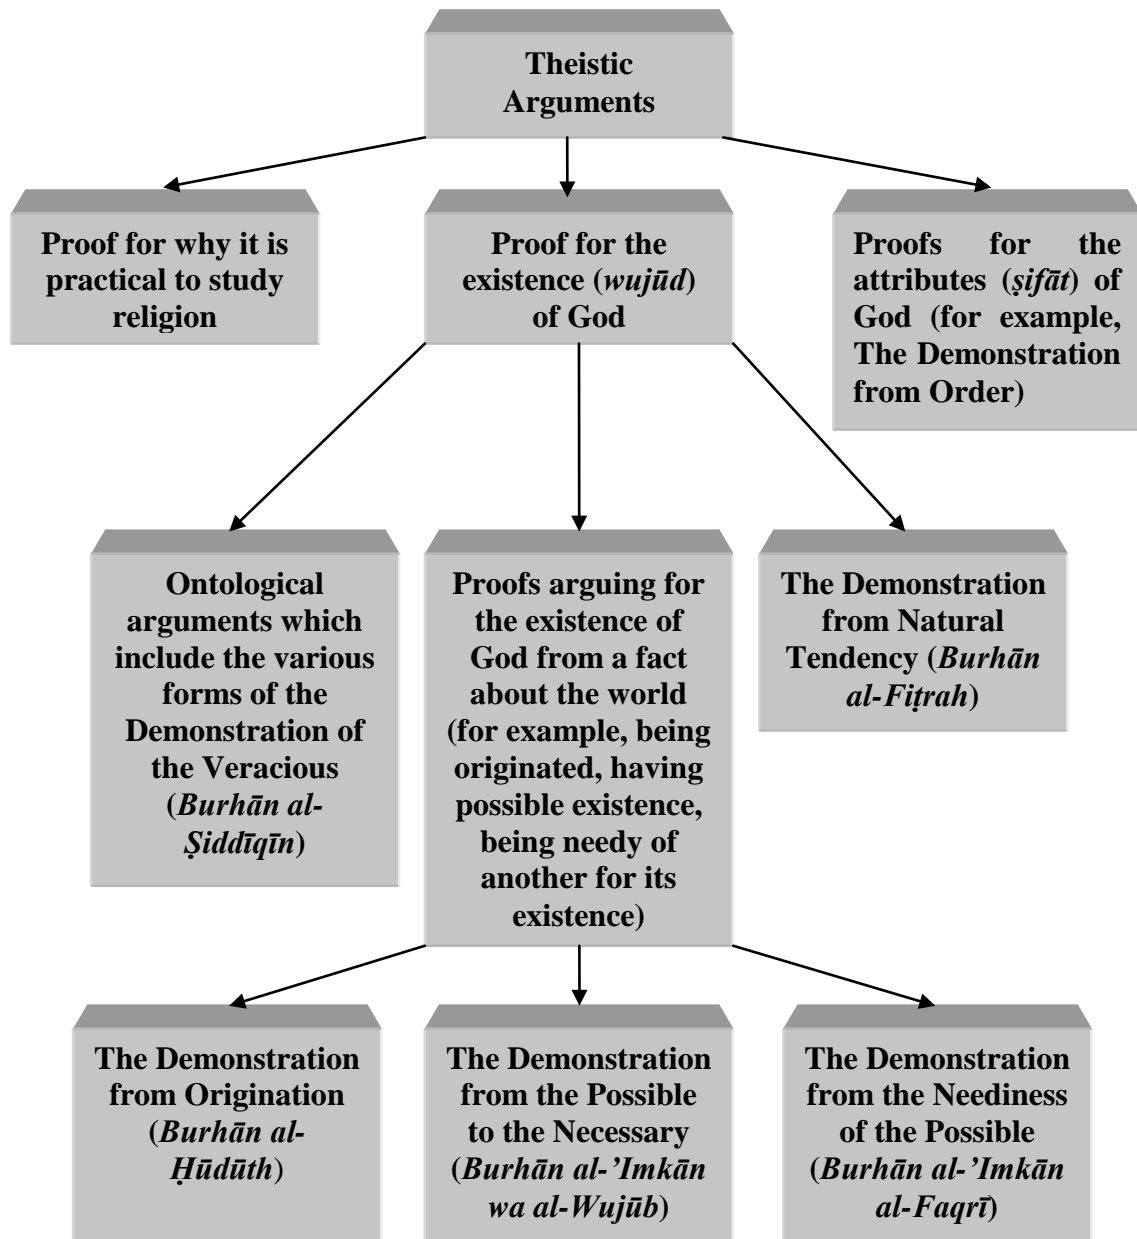 Theistic
Arguments
Proof for why it is
practical to study
religion
Proof for the
existence (wujūd)
of God
Proofs for the
attributes (ṣifāt) of
God (for example,
The Demonstration
from Order)
Ontological
arguments which
include the various
forms of the
Demonstration of
the Veracious
(Burhān al-
Ṣiddīqīn)
Proofs arguing for
the existence of
God from a fact
about the world
(for example, being
originated, having
possible existence,
being needy of
another for its
existence)
The Demonstration
from Natural
Tendency (Burhān
al-Fiṭrah)
The Demonstration
from Origination
(Burhān al-
Ḥūdūth)
The Demonstration
from the Possible
to the Necessary
(Burhān al-’Imkān
wa al-Wujūb)
The Demonstration
from the Neediness
of the Possible
(Burhān al-’Imkān
al-Faqrī)